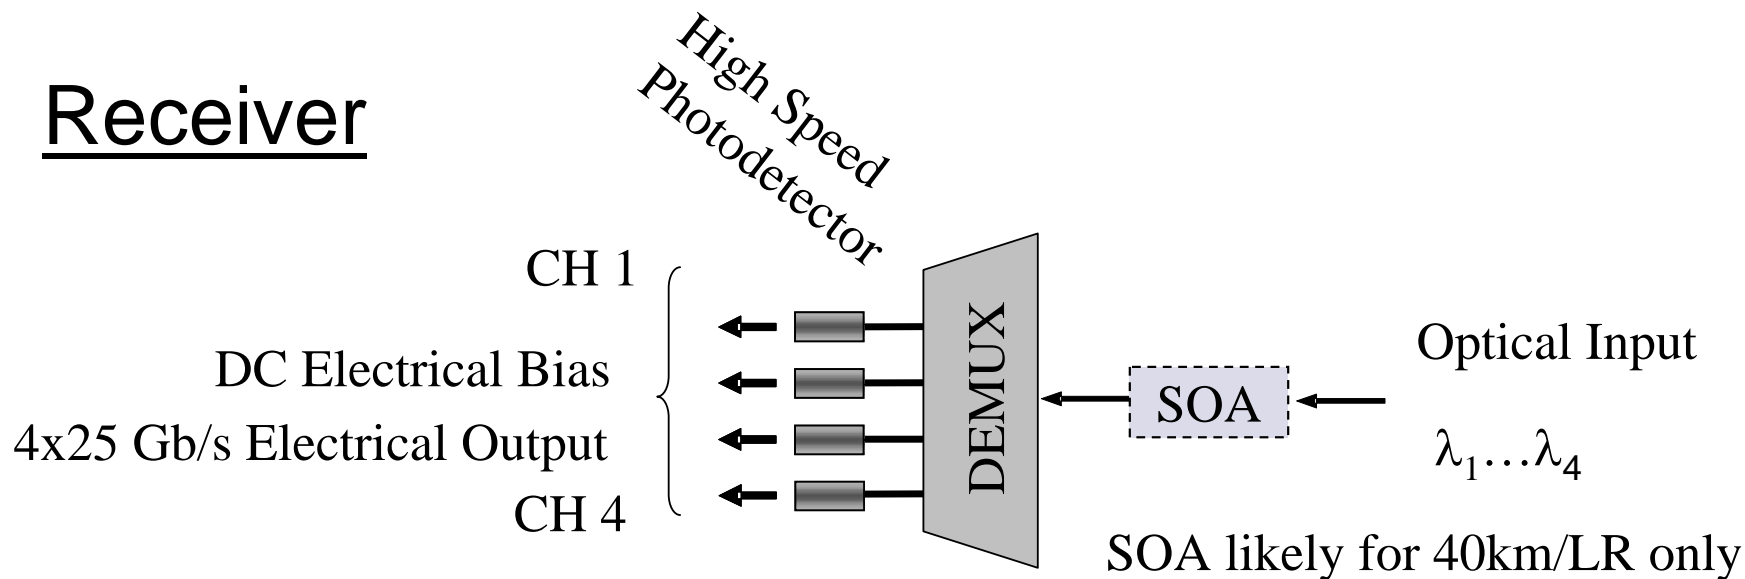 Receiver
High Speed
Photodetector
CH 1
DC Electrical Bias
4x25 Gb/s Electrical Output
CH 4
DEMUX
SOA
Optical Input
λ₁…λ₄
SOA likely for 40km/LR only